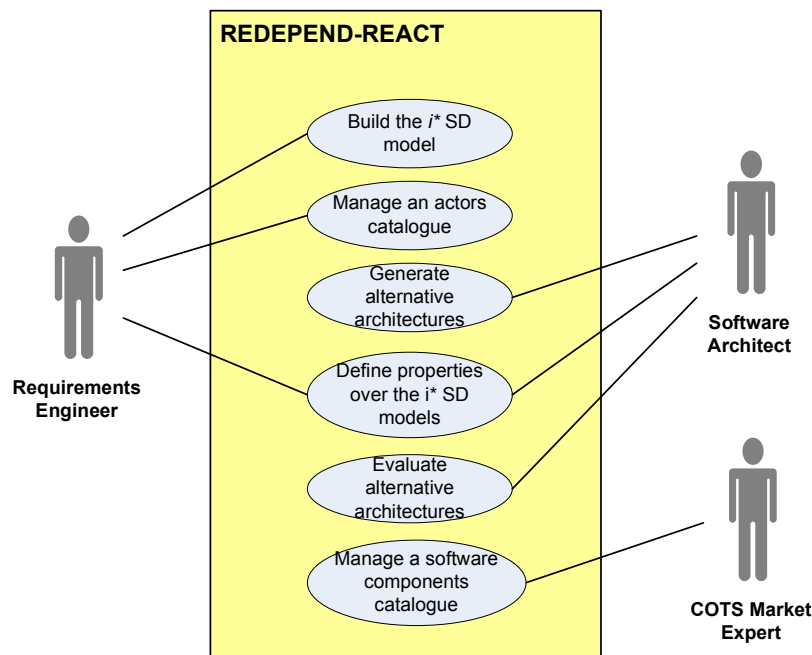 REDEPEND-REACT
Build the i* SD
model
Manage an actors
catalogue
Generate
alternative
architectures
Define properties
over the i* SD
models
Evaluate
alternative
architectures
Manage a software
components
catalogue
Requirements
Engineer
Software
Architect
COTS Market
Expert